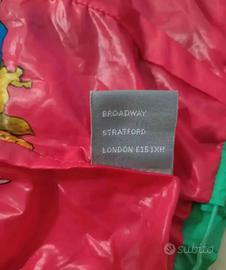 BROADWAY
STRATFORD
LONDON E15 1XH
subito